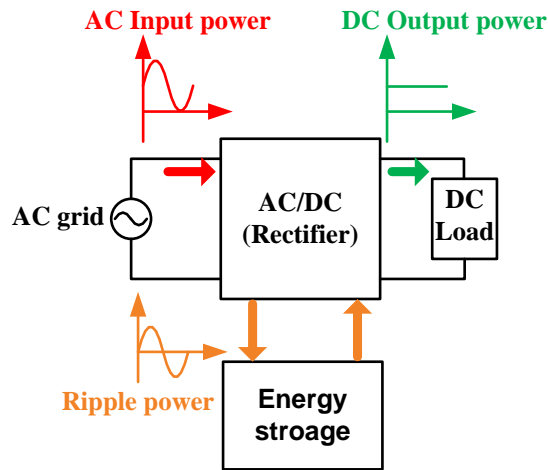 AC Input power
DC Output power
AC grid
AC/DC
(Rectifier)
DC
Load
Ripple power
Energy
stroage